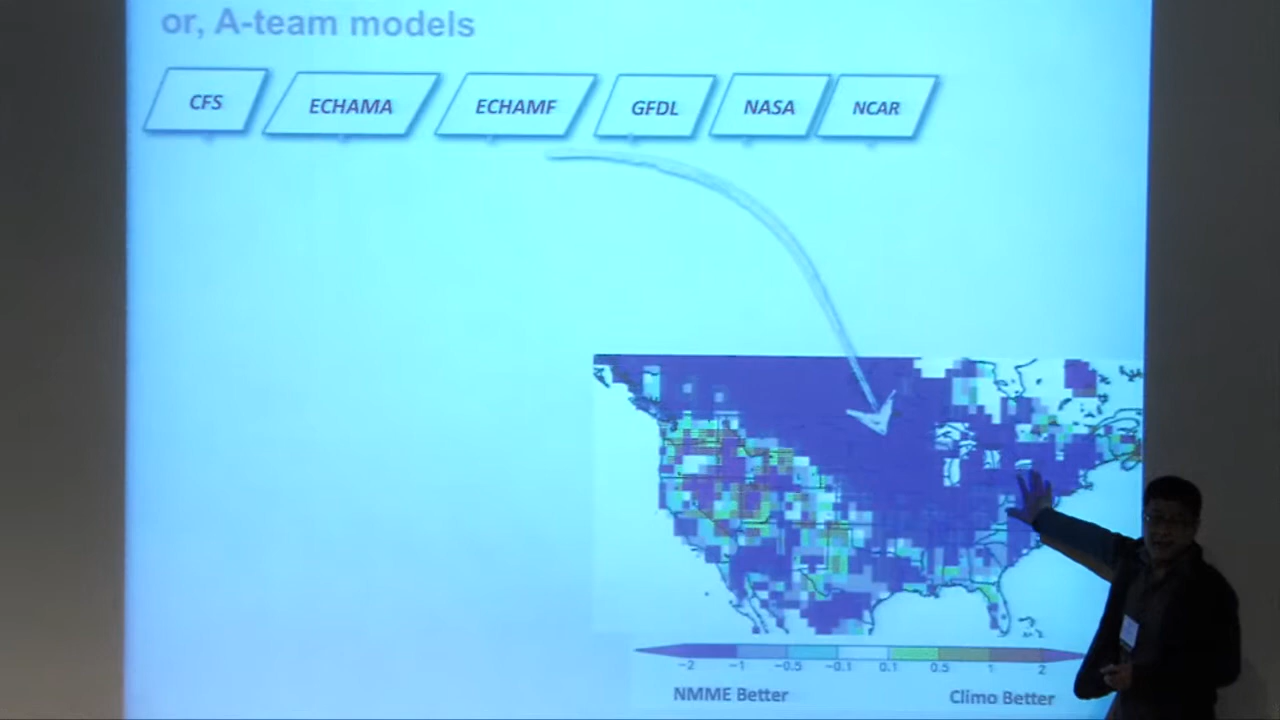 or, A-team models
CFS ECHAMA ECHAMF GFDL NASA NCAR
-2 -1 -0.5 -0.1 0.1 0.5 1 2
NMME Better Climo Better